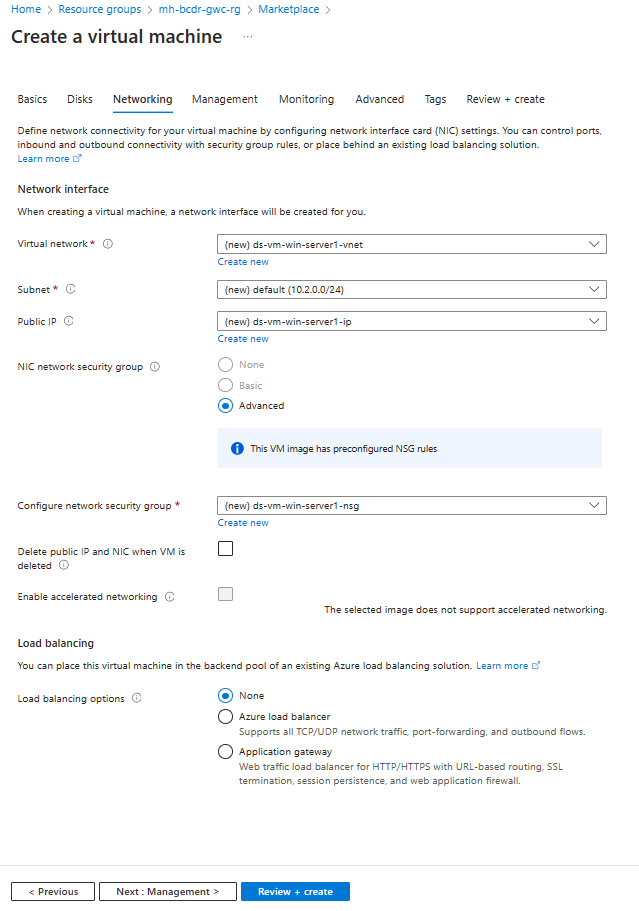 Home > Resource groups > mh-bcdr-gwc-rg > Marketplace >
Create a virtual machine ...
Basics Disks Networking Management Monitoring Advanced Tags Review + create
Define network connectivity for your virtual machine by configuring network interface card (NIC) settings. You can control ports,
inbound and outbound connectivity with security group rules, or place behind an existing load balancing solution.
Learn more
Network interface
When creating a virtual machine, a network interface will be created for you.
Virtual network * (new) ds-vm-win-server1-vnet
Create new
Subnet * (new) default (10.2.0.0/24)
Public IP (new) ds-vm-win-server1-ip
Create new
NIC network security group None
Basic
Advanced
This VM image has preconfigured NSG rules
Configure network security group * (new) ds-vm-win-server1-nsg
Create new
Delete public IP and NIC when VM is
deleted
Enable accelerated networking
The selected image does not support accelerated networking.
Load balancing
You can place this virtual machine in the backend pool of an existing Azure load balancing solution. Learn more
Load balancing options None
Azure load balancer
Supports all TCP/UDP network traffic, port-forwarding, and outbound flows.
Application gateway
Web traffic load balancer for HTTP/HTTPS with URL-based routing, SSL
termination, session persistence, and web application firewall.
< Previous Next : Management > Review + create